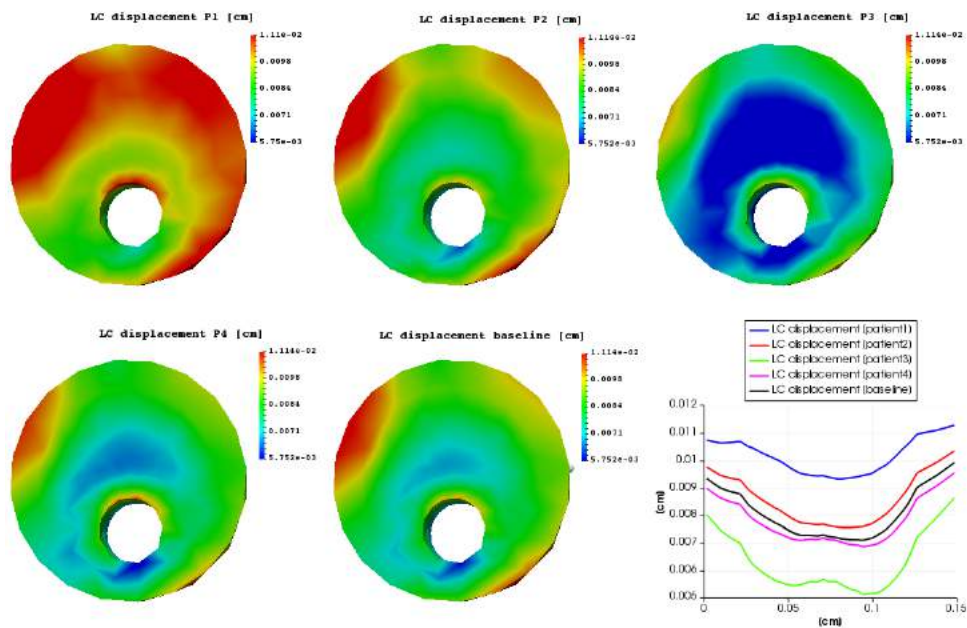 LC displacement P1 [cm]
1.11e-02
0.0098
0.0084
0.0071
5.75e-03
LC displacement P2 [cm]
1.114e-02
0.0098
0.0084
0.0071
5.752e-03
LC displacement P3
1.114e-02
0.0098
0.0084
0.0071
5.752e-03
LC displacement P4 [cm]
1.114e-02
0.0098
0.0084
0.0071
5.752e-03
LC displacement baseline [cm]
1.114e-02
0.0098
0.0084
0.0071
5.752e-03
LC displacement (patient1)
LC displacement (patient2)
LC displacement (patient3)
LC displacement (patient4)
LC displacement (baseline)
0.012
0.011
0.01
0.009
0.008
0.007
0.006
0.005
(cm)
0
0.05
0.1
0.15
(cm)